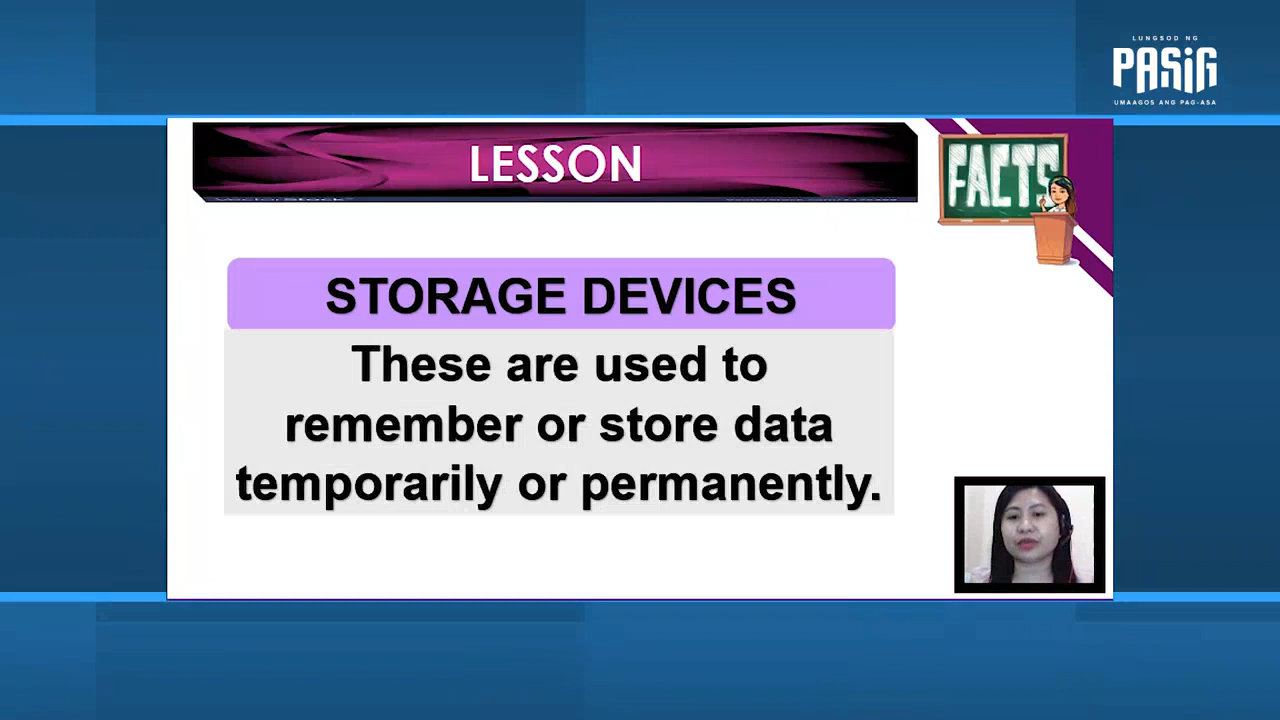 LUNGSOD NG
PASIG
UMAAGOS ANG PAG-ASA
LESSON
FACTS
STORAGE DEVICES
These are used to
remember or store data
temporarily or permanently.